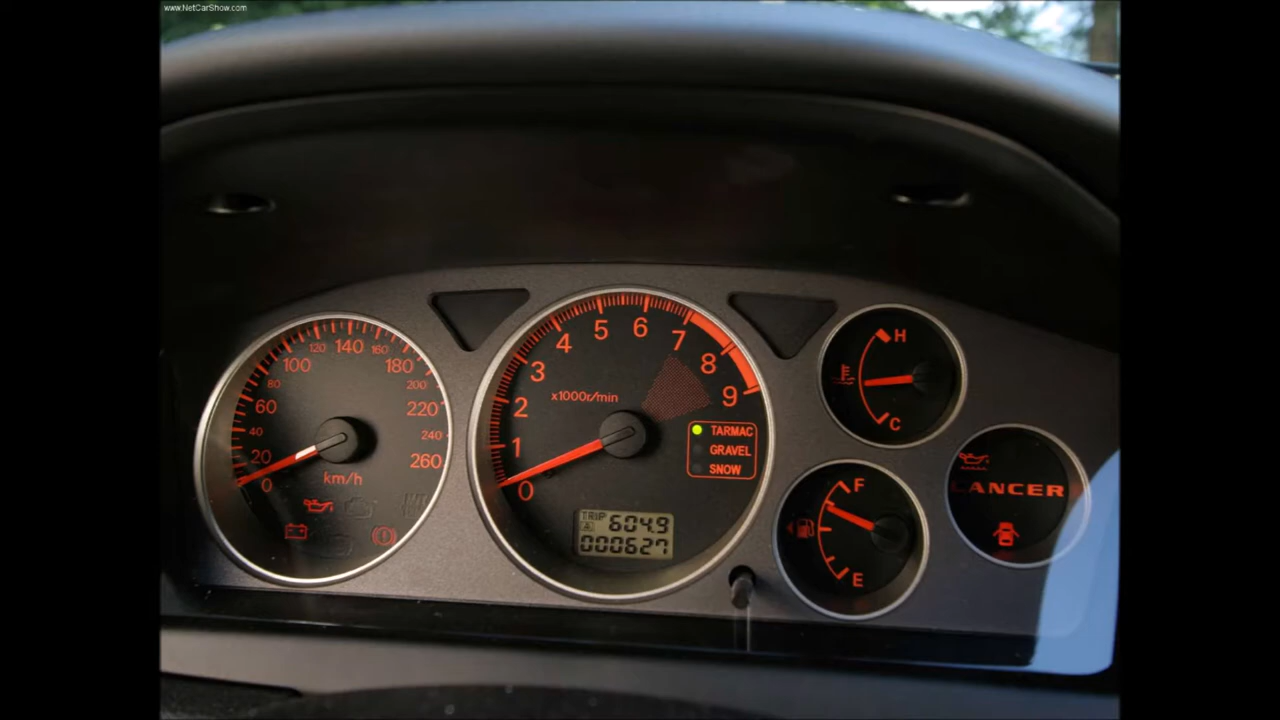 www.NetCarShow.com
0
20
40
60
80
100
120
140
160
180
200
220
240
260
km/h
0
1
2
3
4
5
6
7
8
9
x1000r/min
TARMAC
GRAVEL
SNOW
TRIP
A 604.9
000627
H
C
F
E
LANCER